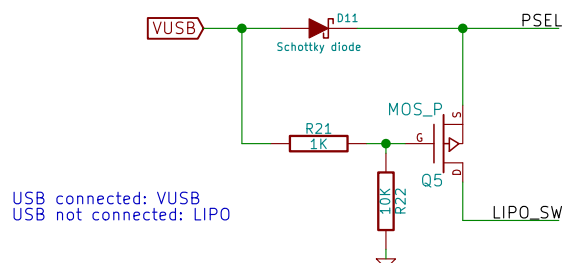 VUSB
D11
Schottky diode
PSEL
MOS_P
S
R21
1K
G
D
Q5
10K
R22
USB connected: VUSB
USB not connected: LIPO
LIPO_SW